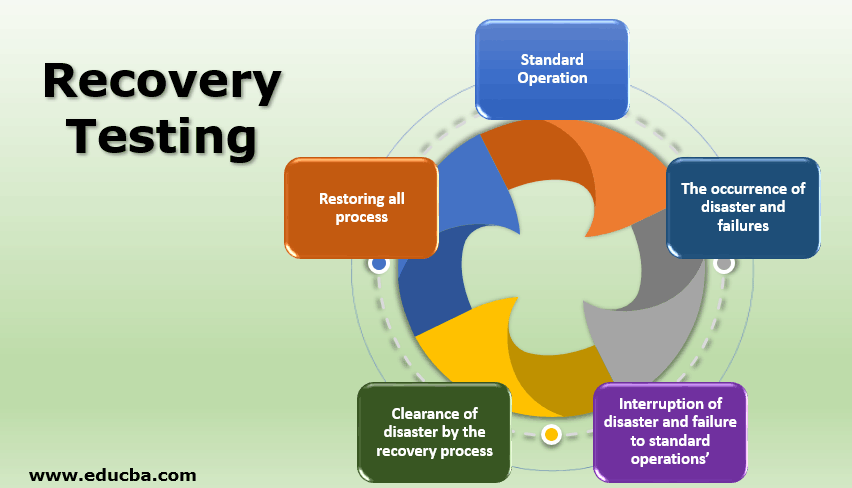 Recovery
Testing
Standard
Operation
The occurrence of
disaster and
failures
Interruption of
disaster and failure
to standard
operations’
Clearance of
disaster by the
recovery process
Restoring all
process
www.educba.com